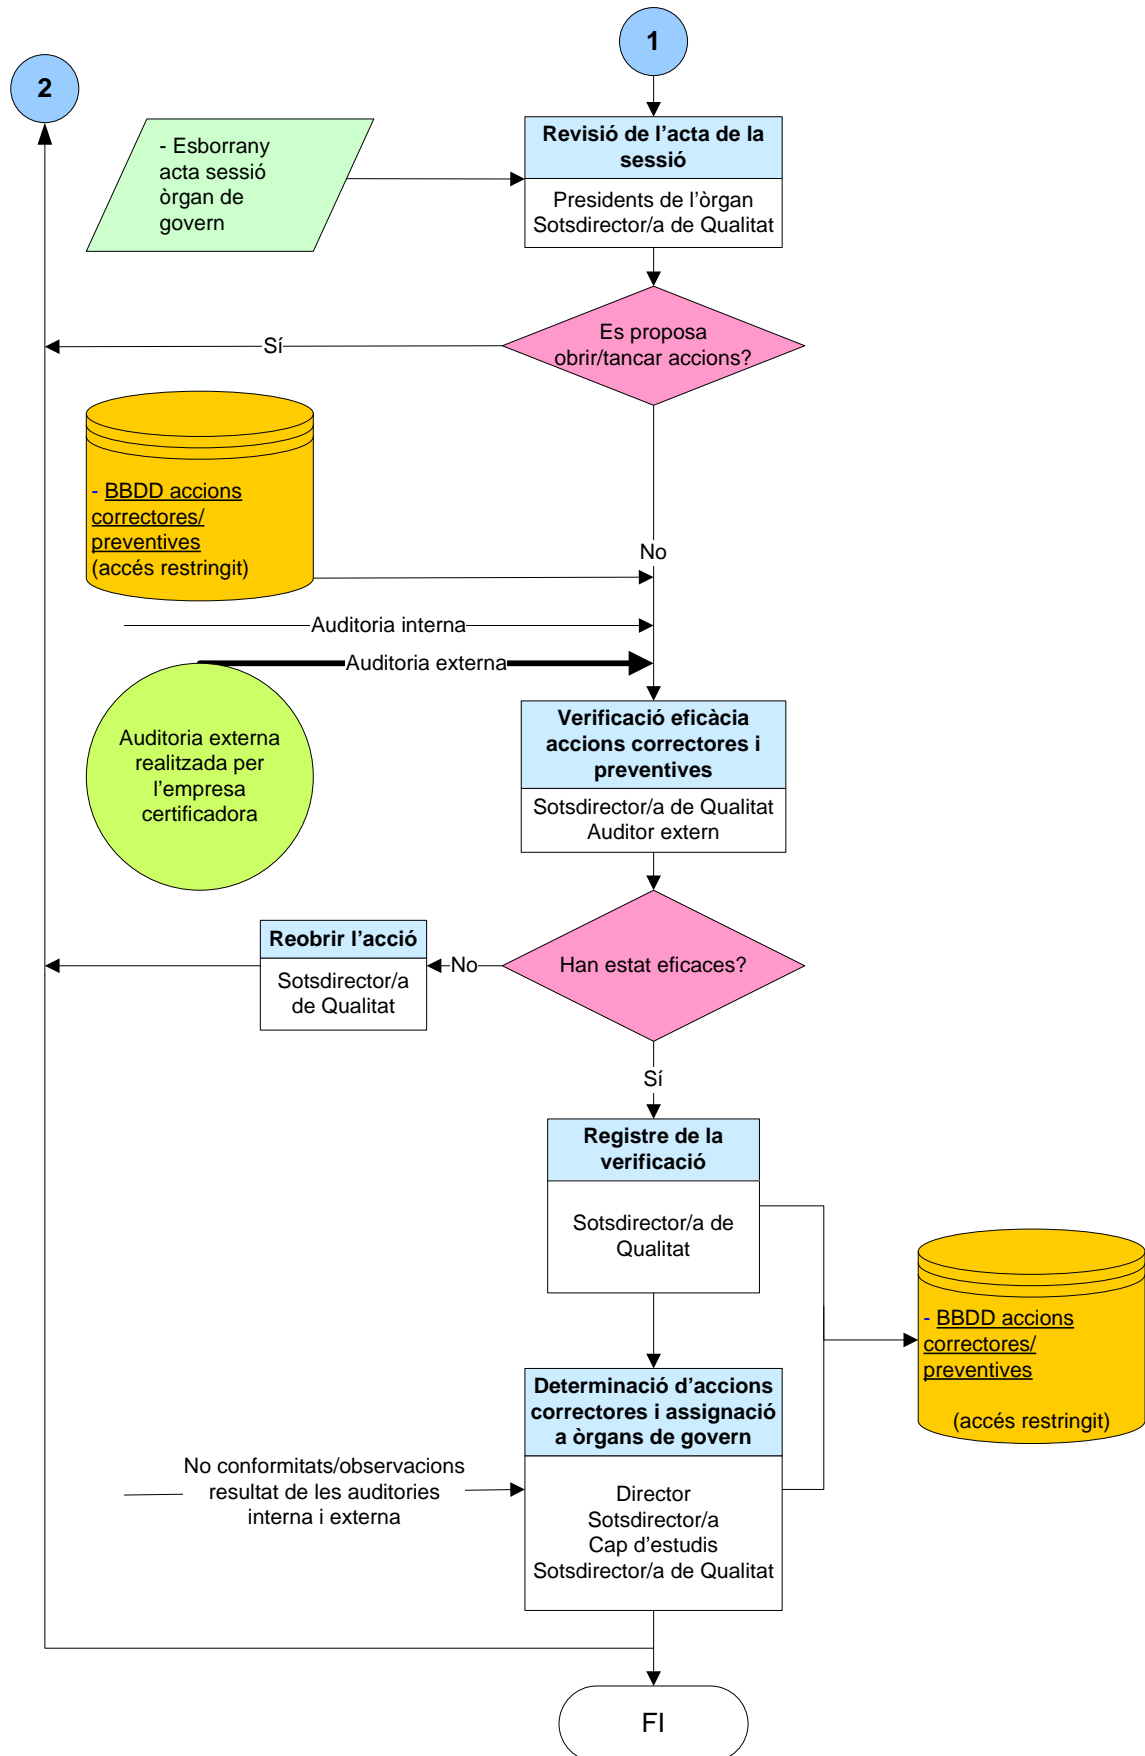 1
2
Revisió de l’acta de la
sessió
Presidents de l’òrgan
Sotsdirector/a de Qualitat
- Esborrany
acta sessió
òrgan de
govern
Es proposa
obrir/tancar accions?
Sí
- BBDD accions
correctores/
preventives
(accés restringit)
No
Auditoria interna
Auditoria externa
Auditoria externa
realitzada per
l’empresa
certificadora
Verificació eficàcia
accions correctores i
preventives
Sotsdirector/a de Qualitat
Auditor extern
Reobrir l’acció
Sotsdirector/a
de Qualitat
No
Han estat eficaces?
Sí
Registre de la
verificació
Sotsdirector/a de
Qualitat
- BBDD accions
correctores/
preventives
(accés restringit)
Determinació d’accions
correctores i assignació
a òrgans de govern
Director
Sotsdirector/a
Cap d’estudis
Sotsdirector/a de Qualitat
No conformitats/observacions
resultat de les auditories
interna i externa
FI